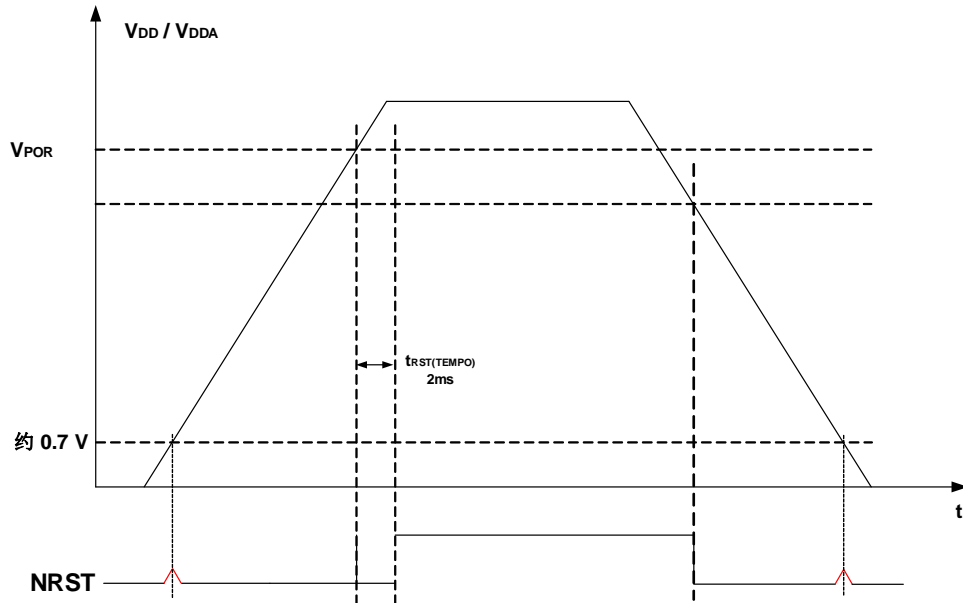 VDD / VDDA
VPOR
tRST(TEMPO)
2ms
约 0.7 V
t
NRST